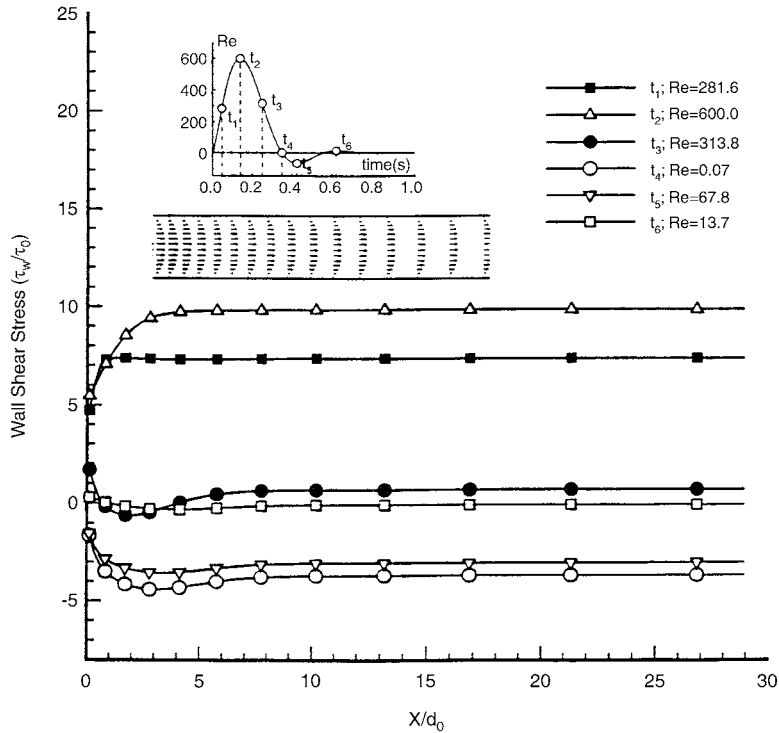 25
20
15
10
5
0
-5
Wall Shear Stress (τw/τ0)
0
5
10
15
20
25
30
X/d0
Re
600
400
200
0
t1
t2
t3
t4
t5
t6
time(s)
0.0
0.2
0.4
0.6
0.8
1.0
t1; Re=281.6
t2; Re=600.0
t3; Re=313.8
t4; Re=0.07
t5; Re=67.8
t6; Re=13.7